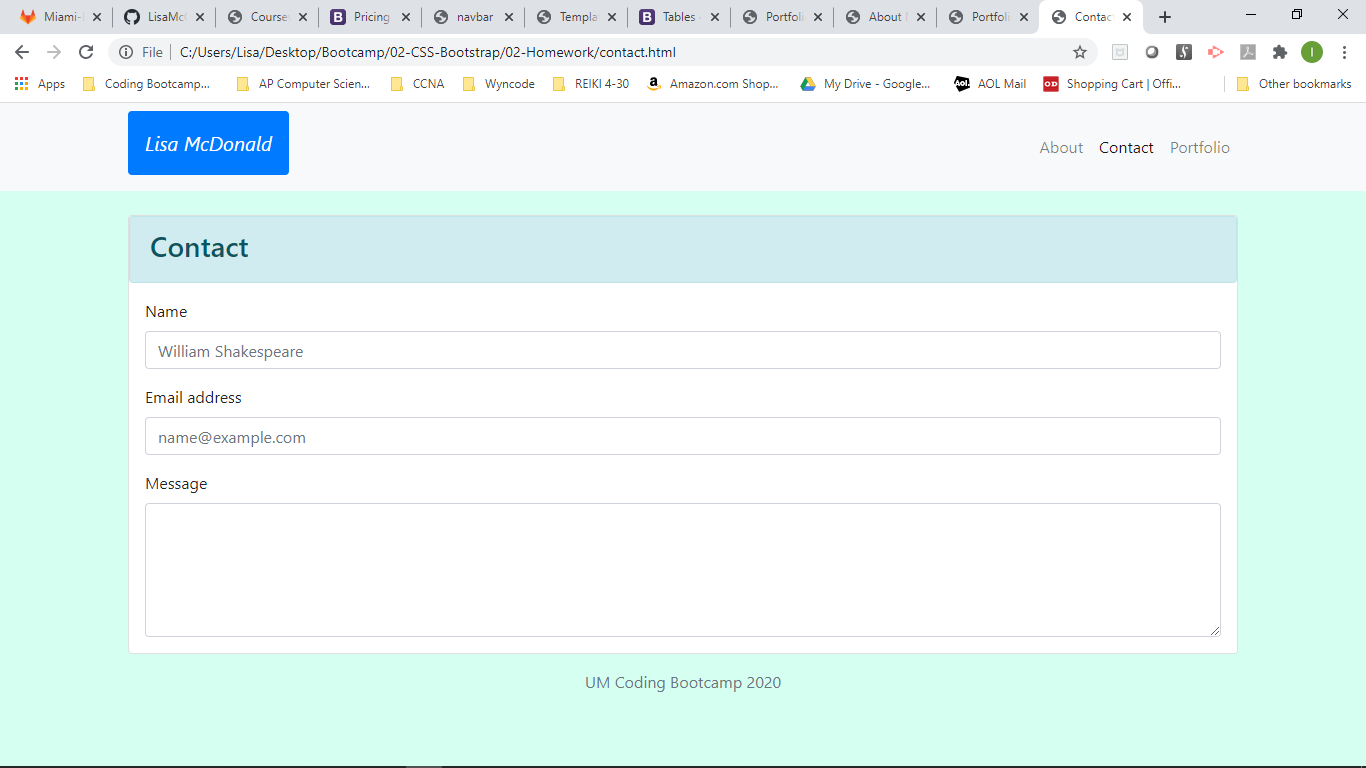 Miami- LisaMc Course Pricing navbar Templa Tables Portfoli About Portfoli Contac
File C:/Users/Lisa/Desktop/Bootcamp/02-CSS-Bootstrap/02-Homework/contact.html I
Apps Coding Bootcamp... AP Computer Scien... CCNA Wyncode REIKI 4-30 Amazon.com Shop... My Drive - Google... AOL Mail Shopping Cart | Offi... Other bookmarks
Lisa McDonald
About Contact Portfolio
Contact
Name
William Shakespeare
Email address
name@example.com
Message
UM Coding Bootcamp 2020